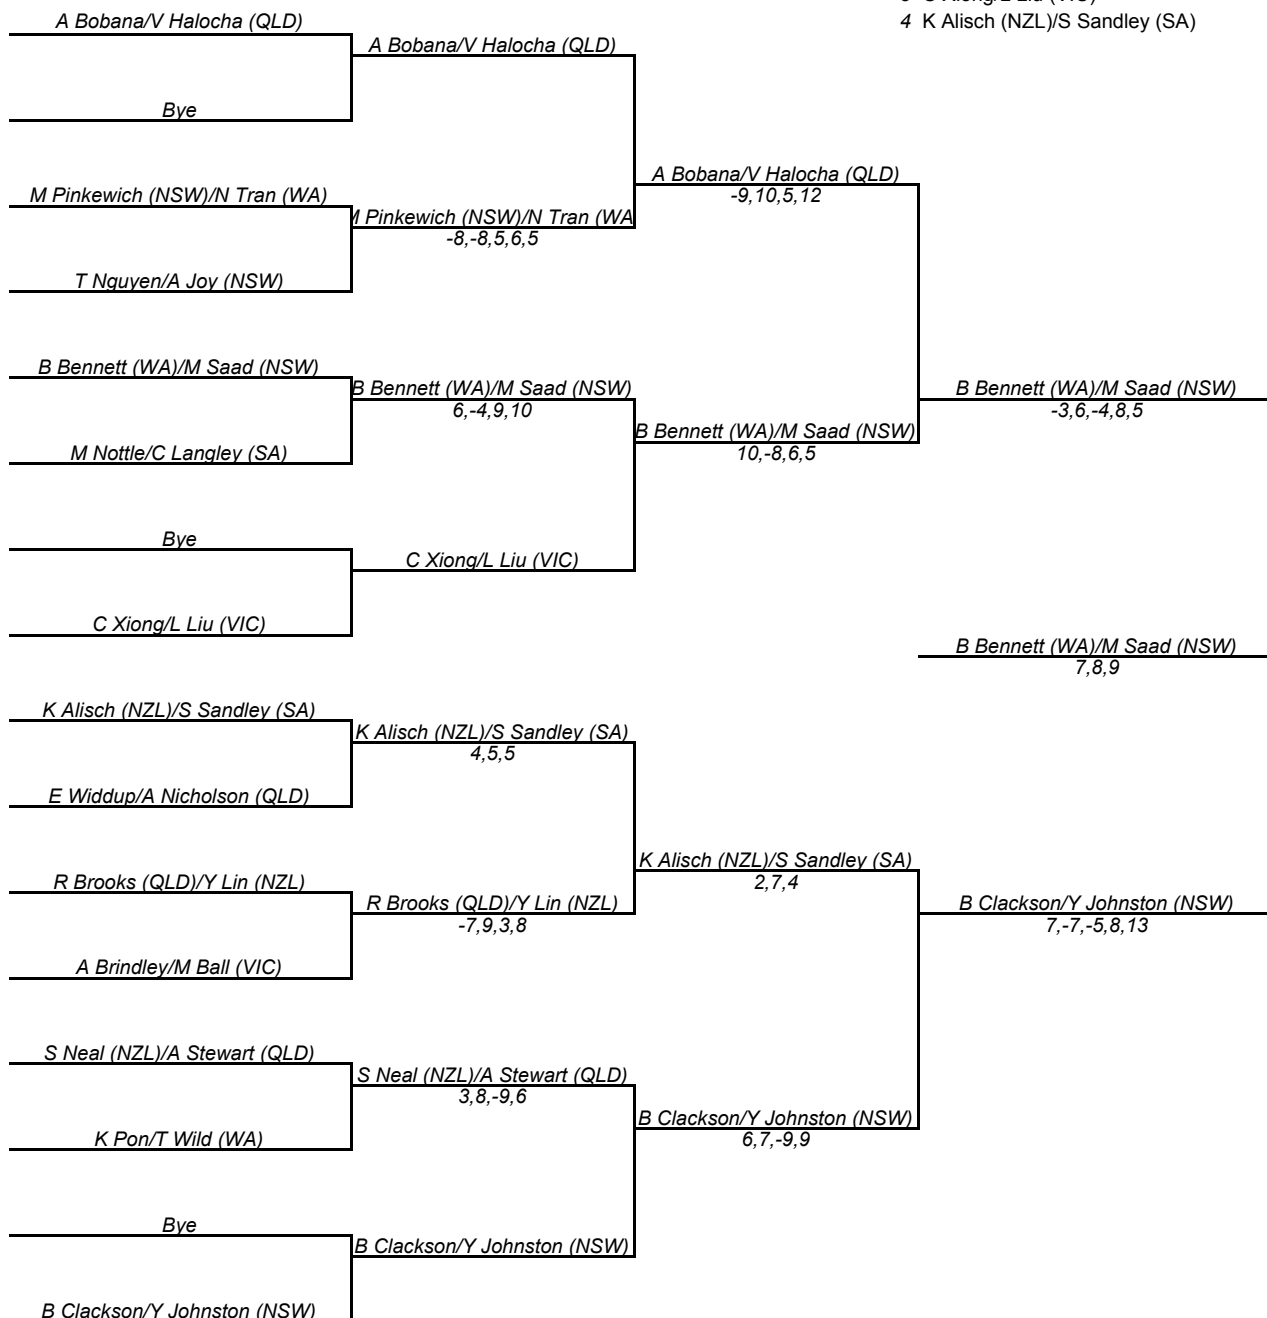 4 K Alisch (NZL)/S Sandley (SA)
A Bobana/V Halocha (QLD)
Bye
M Pinkewich (NSW)/N Tran (WA)
T Nguyen/A Joy (NSW)
B Bennett (WA)/M Saad (NSW)
M Nottle/C Langley (SA)
Bye
C Xiong/L Liu (VIC)
K Alisch (NZL)/S Sandley (SA)
E Widdup/A Nicholson (QLD)
R Brooks (QLD)/Y Lin (NZL)
A Brindley/M Ball (VIC)
S Neal (NZL)/A Stewart (QLD)
K Pon/T Wild (WA)
Bye
B Clackson/Y Johnston (NSW)
A Bobana/V Halocha (QLD)
Pinkewich (NSW)/N Tran (WA
-8,-8,5,6,5
B Bennett (WA)/M Saad (NSW)
6,-4,9,10
C Xiong/L Liu (VIC)
K Alisch (NZL)/S Sandley (SA)
4,5,5
R Brooks (QLD)/Y Lin (NZL)
-7,9,3,8
S Neal (NZL)/A Stewart (QLD)
3,8,-9,6
B Clackson/Y Johnston (NSW)
A Bobana/V Halocha (QLD)
-9,10,5,12
B Bennett (WA)/M Saad (NSW)
10,-8,6,5
K Alisch (NZL)/S Sandley (SA)
2,7,4
B Clackson/Y Johnston (NSW)
6,7,-9,9
B Bennett (WA)/M Saad (NSW)
-3,6,-4,8,5
B Bennett (WA)/M Saad (NSW)
7,8,9
B Clackson/Y Johnston (NSW)
7,-7,-5,8,13